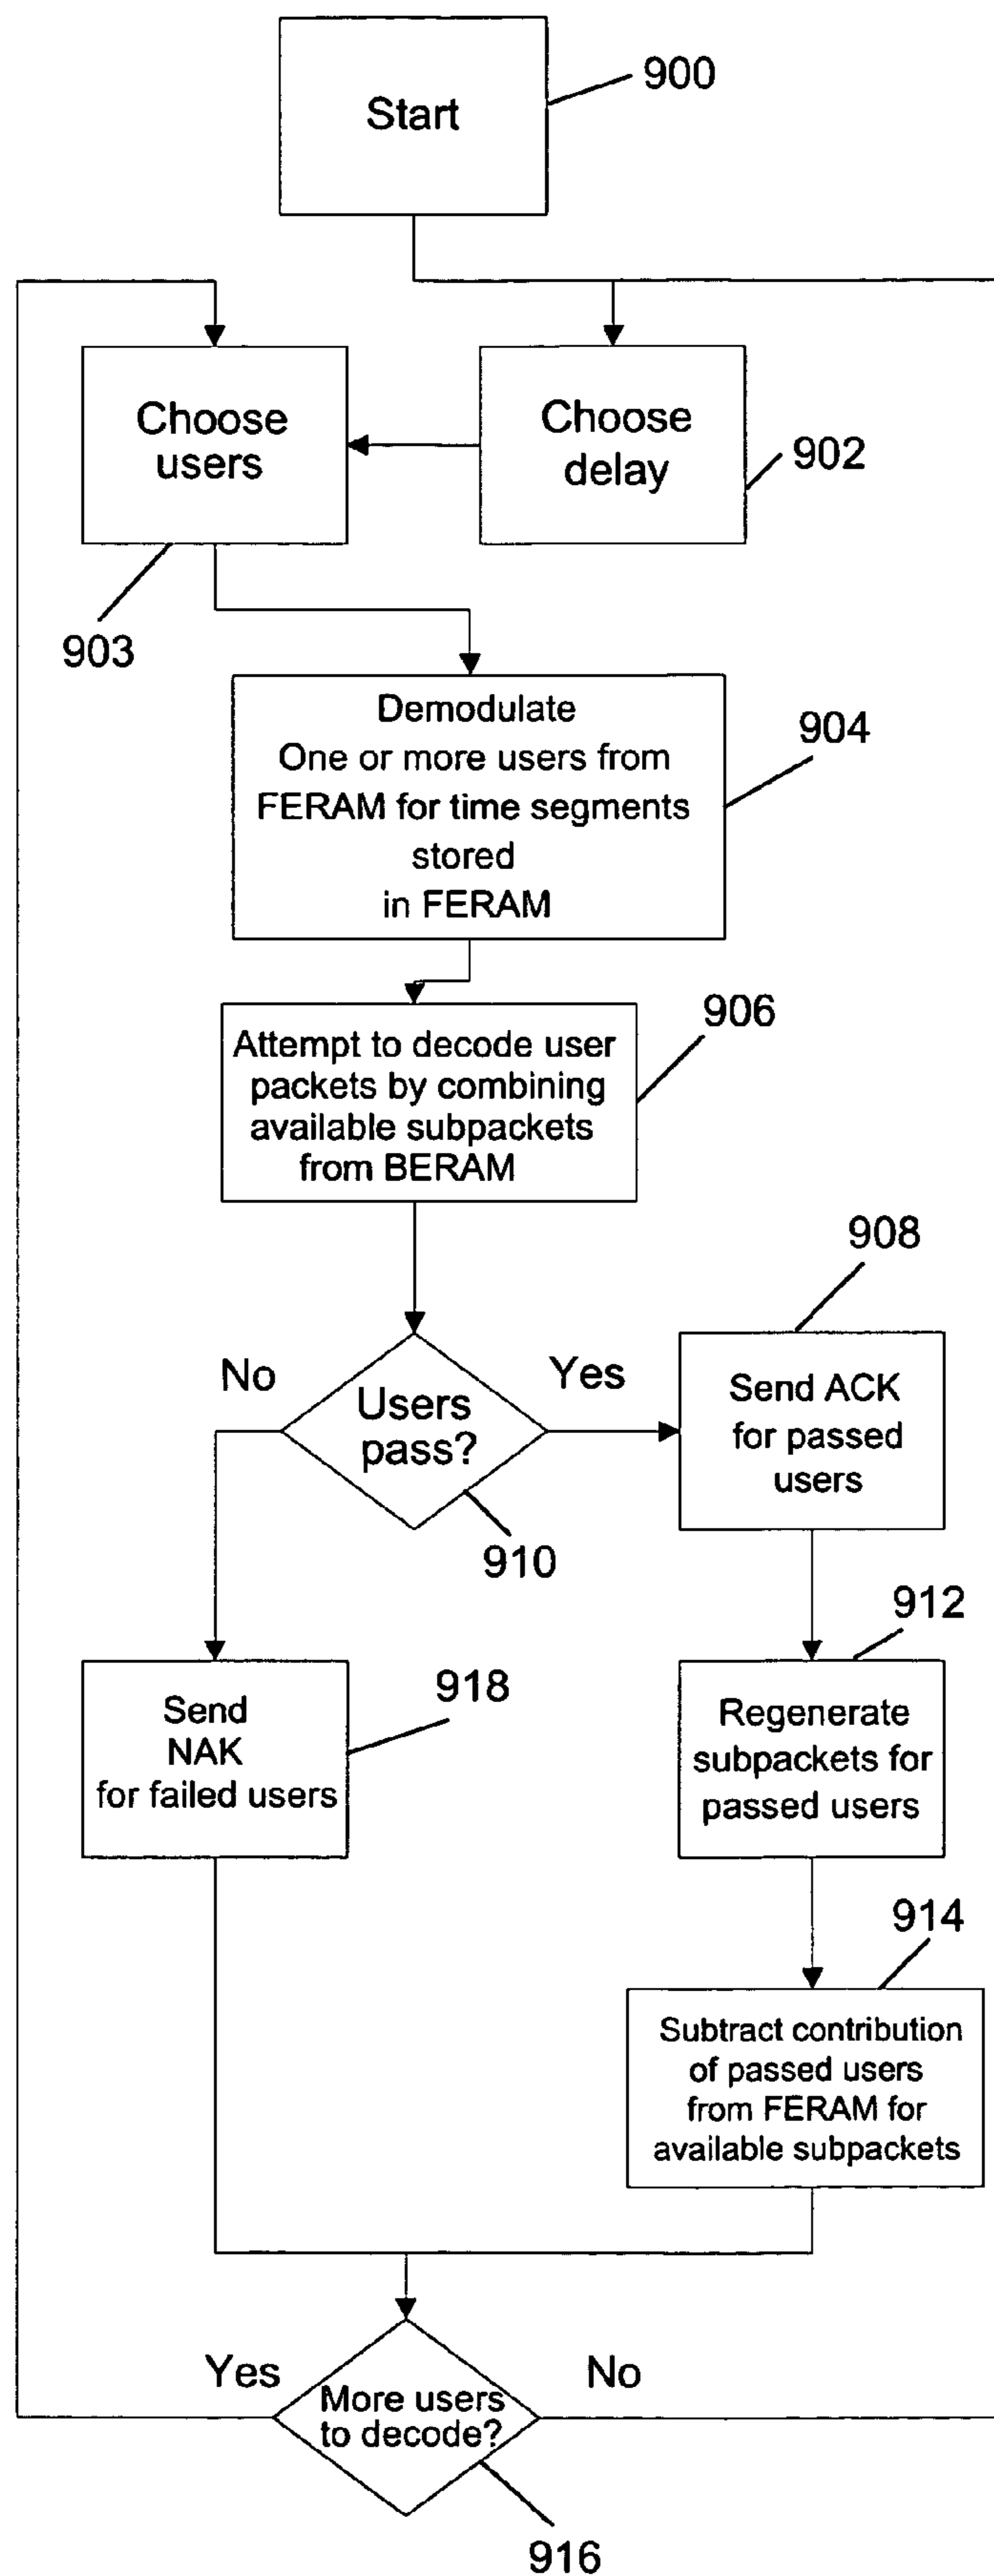 Start
900
Choose
users
903
Choose
delay
902
Demodulate
One or more users from
FERAM for time segments
stored
in FERAM
904
Attempt to decode user
packets by combining
available subpackets
from BERAM
906
908
No
Yes
Users
pass?
910
Send ACK
for passed
users
912
Send
NAK
for failed users
918
Regenerate
subpackets for
passed users
914
Subtract contribution
of passed users
from FERAM for
available subpackets
Yes
No
More users
to decode?
916